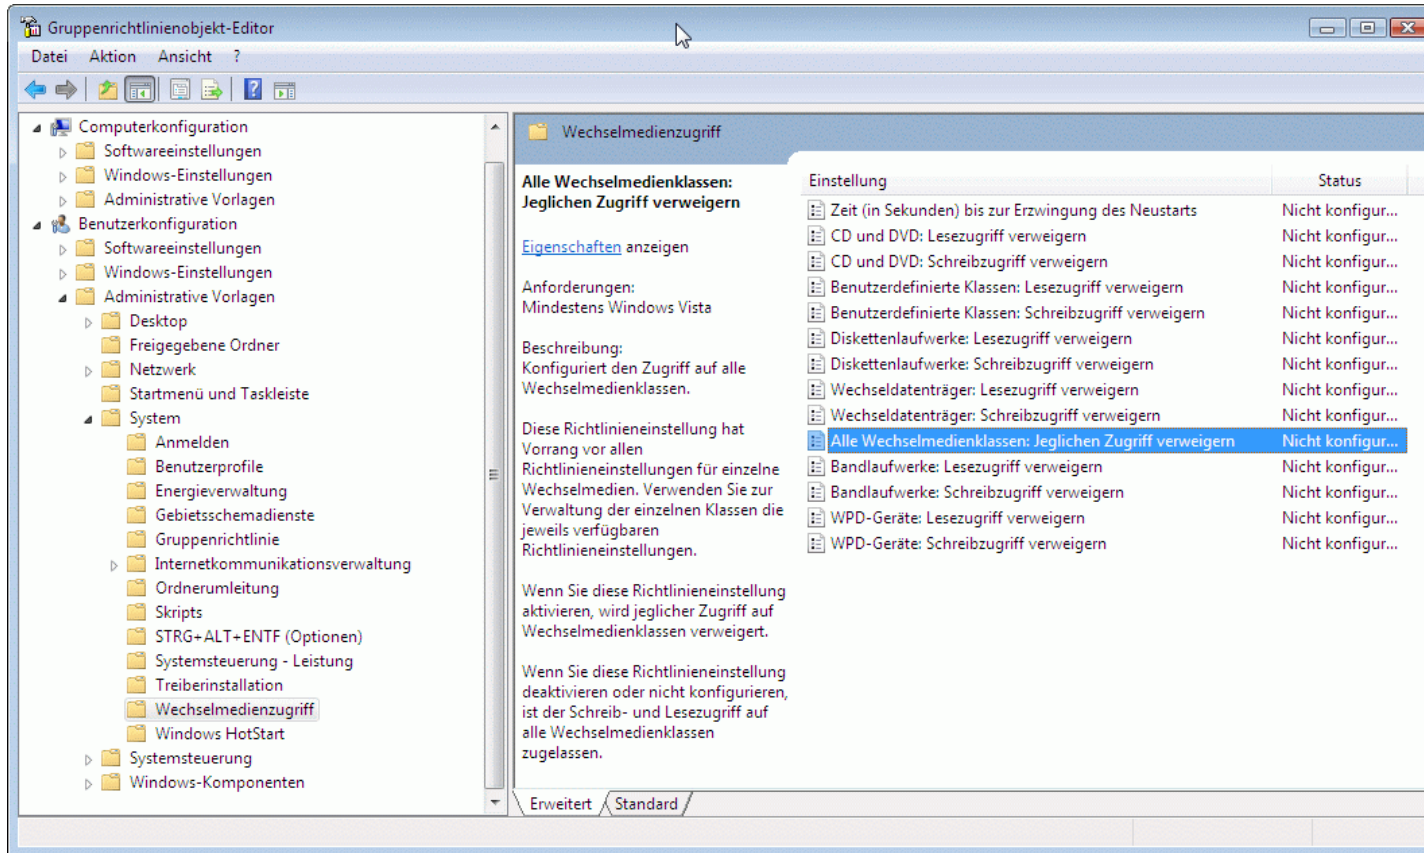 Gruppenrichtlinienobjekt-Editor
Datei Aktion Ansicht ?
Computerkonfiguration
Softwareeinstellungen
Windows-Einstellungen
Administrative Vorlagen
Benutzerkonfiguration
Softwareeinstellungen
Windows-Einstellungen
Administrative Vorlagen
Desktop
Freigegebene Ordner
Netzwerk
Startmenü und Taskleiste
System
Anmelden
Benutzerprofile
Energieverwaltung
Gebietsschemadienste
Gruppenrichtlinie
Internetkommunikationsverwaltung
Ordnerumleitung
Skripts
STRG+ALT+ENTF (Optionen)
Systemsteuerung - Leistung
Treiberinstallation
Wechselmedienzugriff
Windows HotStart
Systemsteuerung
Windows-Komponenten
Wechselmedienzugriff
Alle Wechselmedienklassen:
Jeglichen Zugriff verweigern
Eigenschaften anzeigen
Anforderungen:
Mindestens Windows Vista
Beschreibung:
Konfiguriert den Zugriff auf alle
Wechselmedienklassen.
Diese Richtlinieneinstellung hat
Vorrang vor allen
Richtlinieneinstellungen für einzelne
Wechselmedien. Verwenden Sie zur
Verwaltung der einzelnen Klassen die
jeweils verfügbaren
Richtlinieneinstellungen.
Wenn Sie diese Richtlinieneinstellung
aktivieren, wird jeglicher Zugriff auf
Wechselmedienklassen verweigert.
Wenn Sie diese Richtlinieneinstellung
deaktivieren oder nicht konfigurieren,
ist der Schreib- und Lesezugriff auf
alle Wechselmedienklassen
zugelassen.
Einstellung Status
Zeit (in Sekunden) bis zur Erzwingung des Neustarts Nicht konfigur...
CD und DVD: Lesezugriff verweigern Nicht konfigur...
CD und DVD: Schreibzugriff verweigern Nicht konfigur...
Benutzerdefinierte Klassen: Lesezugriff verweigern Nicht konfigur...
Benutzerdefinierte Klassen: Schreibzugriff verweigern Nicht konfigur...
Diskettenlaufwerke: Lesezugriff verweigern Nicht konfigur...
Diskettenlaufwerke: Schreibzugriff verweigern Nicht konfigur...
Wechseldatenträger: Lesezugriff verweigern Nicht konfigur...
Wechseldatenträger: Schreibzugriff verweigern Nicht konfigur...
Alle Wechselmedienklassen: Jeglichen Zugriff verweigern Nicht konfigur...
Bandlaufwerke: Lesezugriff verweigern Nicht konfigur...
Bandlaufwerke: Schreibzugriff verweigern Nicht konfigur...
WPD-Geräte: Lesezugriff verweigern Nicht konfigur...
WPD-Geräte: Schreibzugriff verweigern Nicht konfigur...
Erweitert Standard